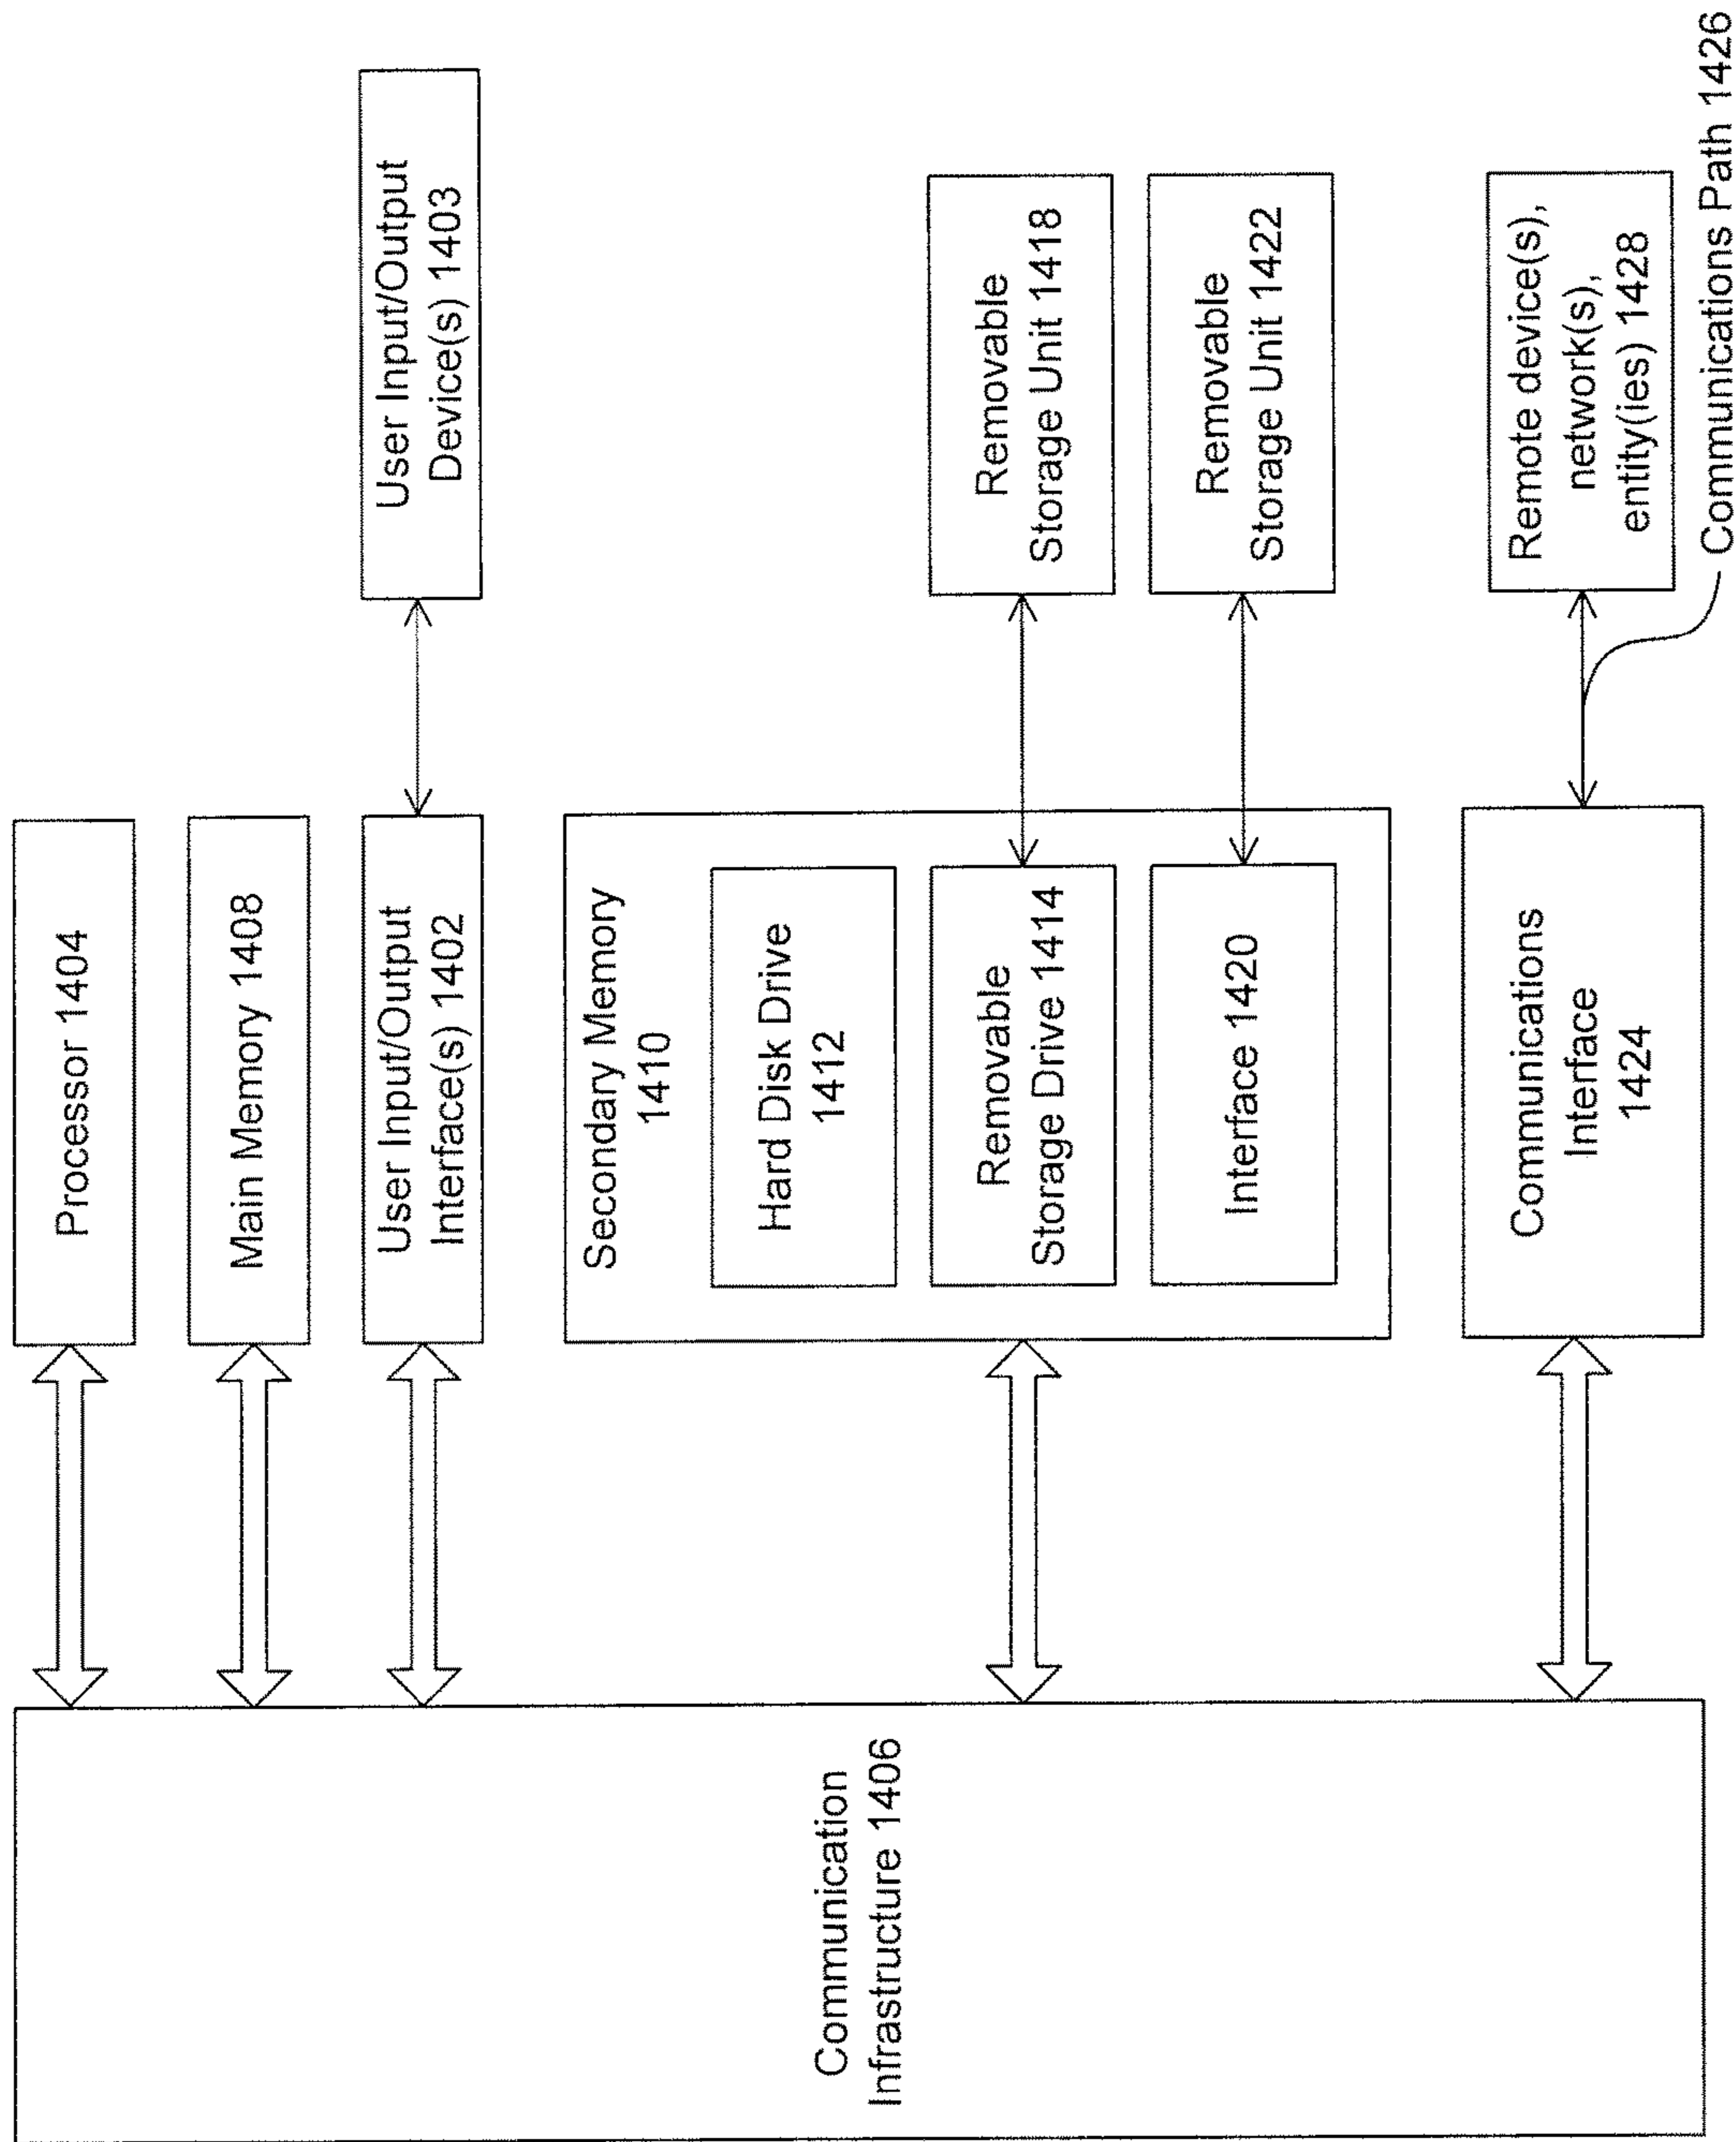 Processor 1404
Main Memory 1408
User Input/Output
Interface(s) 1402
User Input/Output
Device(s) 1403
Communication
Infrastructure 1406
Secondary Memory
1410
Hard Disk Drive
1412
Removable
Storage Drive 1414
Removable
Storage Unit 1418
Interface 1420
Removable
Storage Unit 1422
Communications
Interface
1424
Remote device(s),
network(s),
entity(ies) 1428
Communications Path 1426